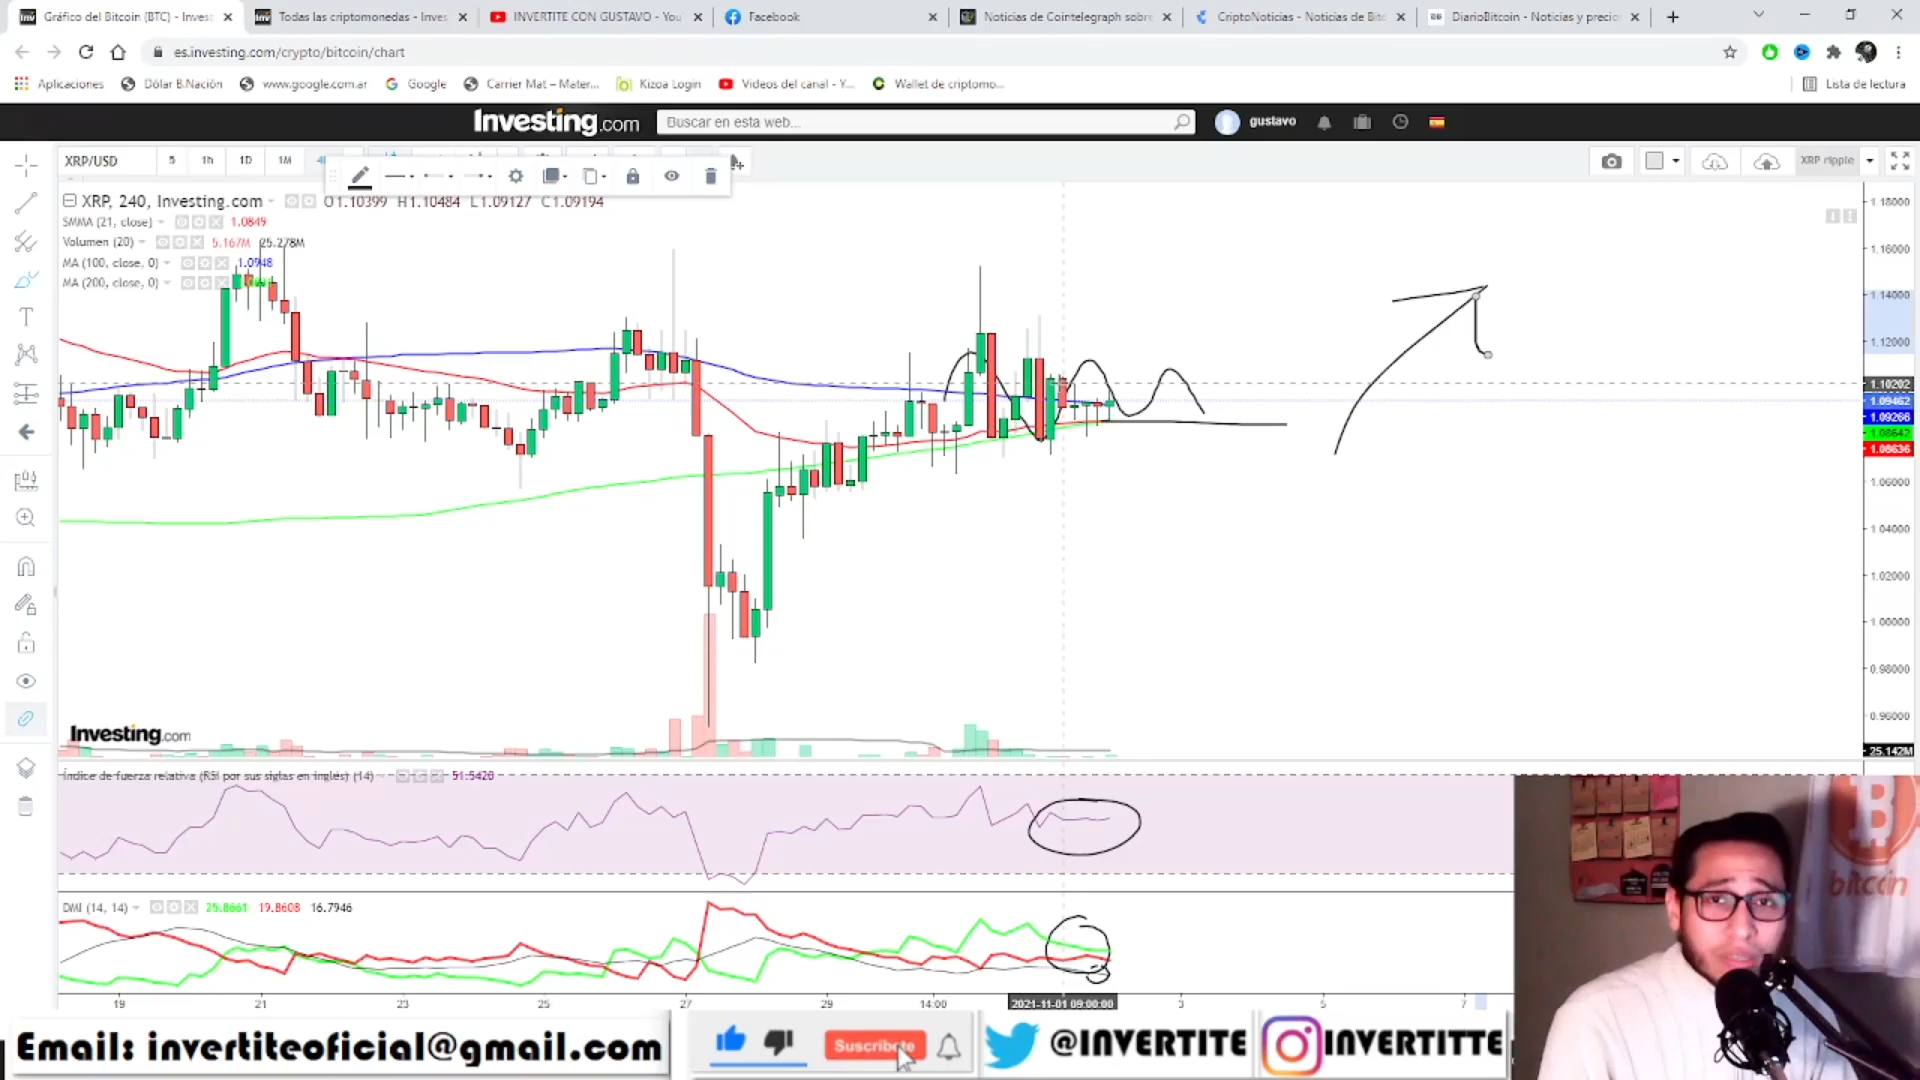 Gráfico del Bitcoin (BTC) - Inves
Todas las criptomonedas - Inves
INVERTITE CON GUSTAVO - You
Facebook
Noticias de Cointelegraph sobre
CriptoNoticias - Noticias de Bitc
DiarioBitcoin - Noticias y precio
es.investing.com/crypto/bitcoin/chart
Aplicaciones
Dólar B.Nación
www.google.com.ar
Google
Carrier Mat – Mater...
Kizoa Login
Videos del canal - Y...
Wallet de criptomo...
Lista de lectura
Investing.com
Buscar en esta web...
gustavo
XRP/USD
5
1h
1D
1M
XRP ripple
XRP, 240, Investing.com
O1.10399 H1.10484 L1.09127 C1.09194
SMMA (21, close)
1.0849
Volumen (20)
5.167M
25.278M
MA (100, close, 0)
1.0948
MA (200, close, 0)
1.18000
1.16000
1.14000
1.12000
1.10202
1.09462
1.09266
1.08642
1.08636
1.06000
1.04000
1.02000
1.00000
0.98000
0.96000
25.142M
Investing.com
Índice de fuerza relativa (RSI por sus siglas en inglés) (14)
51.5420
DMI (14, 14)
25.8661
19.8608
16.7946
19
21
23
25
27
29
14:00
2021-11-01 09:00:00
3
5
7
bitcoin
Emails: invertiteoficial@gmail.com
Suscribete
@INVERTITE
INVERTITTE